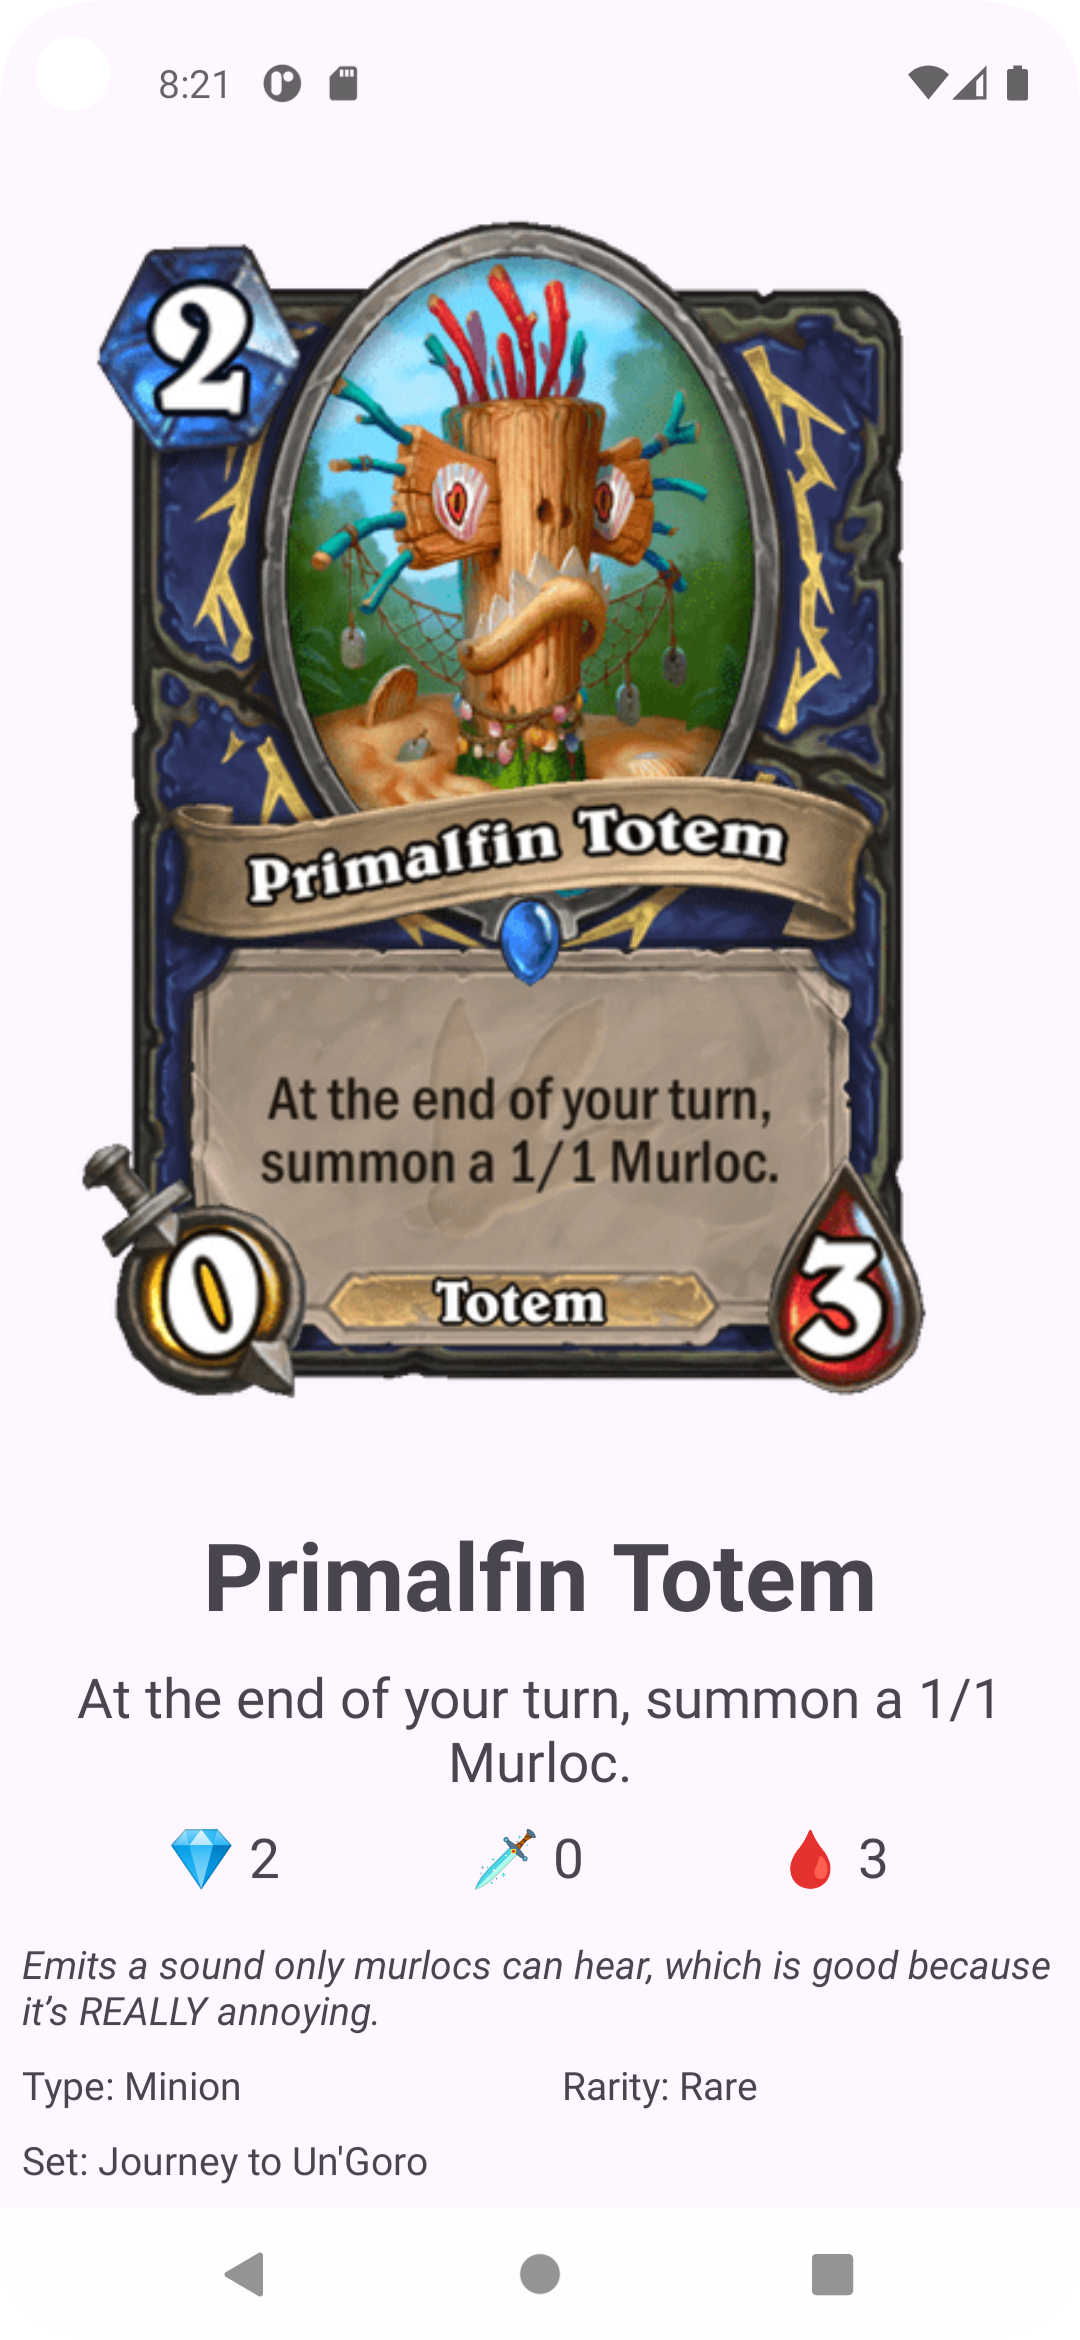 8:21
2
Primalfin Totem
At the end of your turn,
summon a 1/1 Murloc.
0
Totem
3
Primalfin Totem
At the end of your turn, summon a 1/1
Murloc.
2
0
3
Emits a sound only murlocs can hear, which is good because
it’s REALLY annoying.
Type: Minion
Rarity: Rare
Set: Journey to Un'Goro